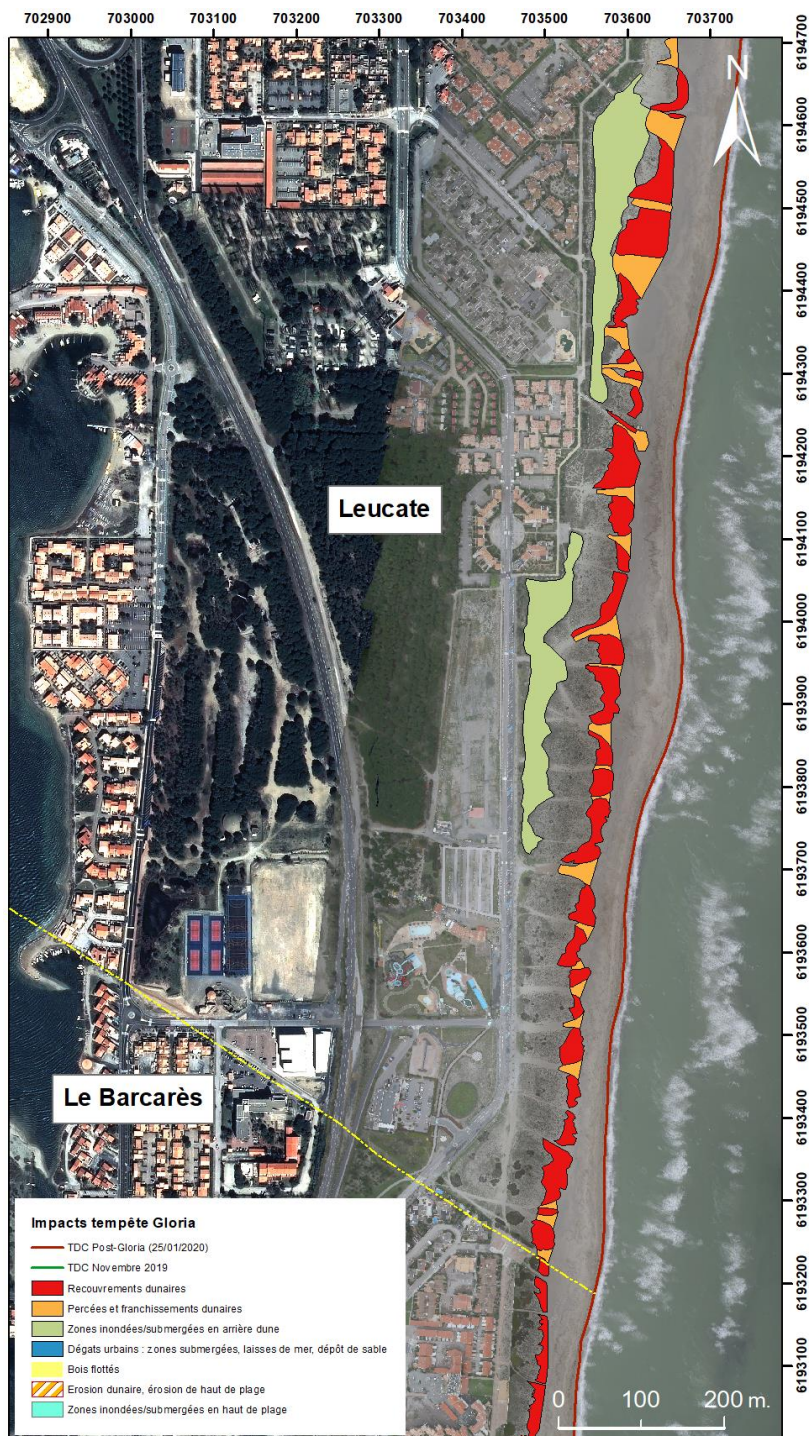 702900 703000 703100 703200 703300 703400 703500 703600 703700
6194700
N
6194600
6194500
6194400
6194300
6194200
Leucate
6194100
6194000
6193900
6193800
6193700
6193600
6193500
Le Barcarès
6193400
6193300
Impacts tempête Gloria
TDC Post-Gloria (25/01/2020)
TDC Novembre 2019
Recouvrements dunaires
Percées et franchissements dunaires
Zones inondées/submergées en arrière dune
Dégats urbains : zones submergées, laisses de mer, dépôt de sable
Bois flottés
Erosion dunaire, érosion de haut de plage
Zones inondées/submergées en haut de plage
6193200
6193100
0 100 200 m.